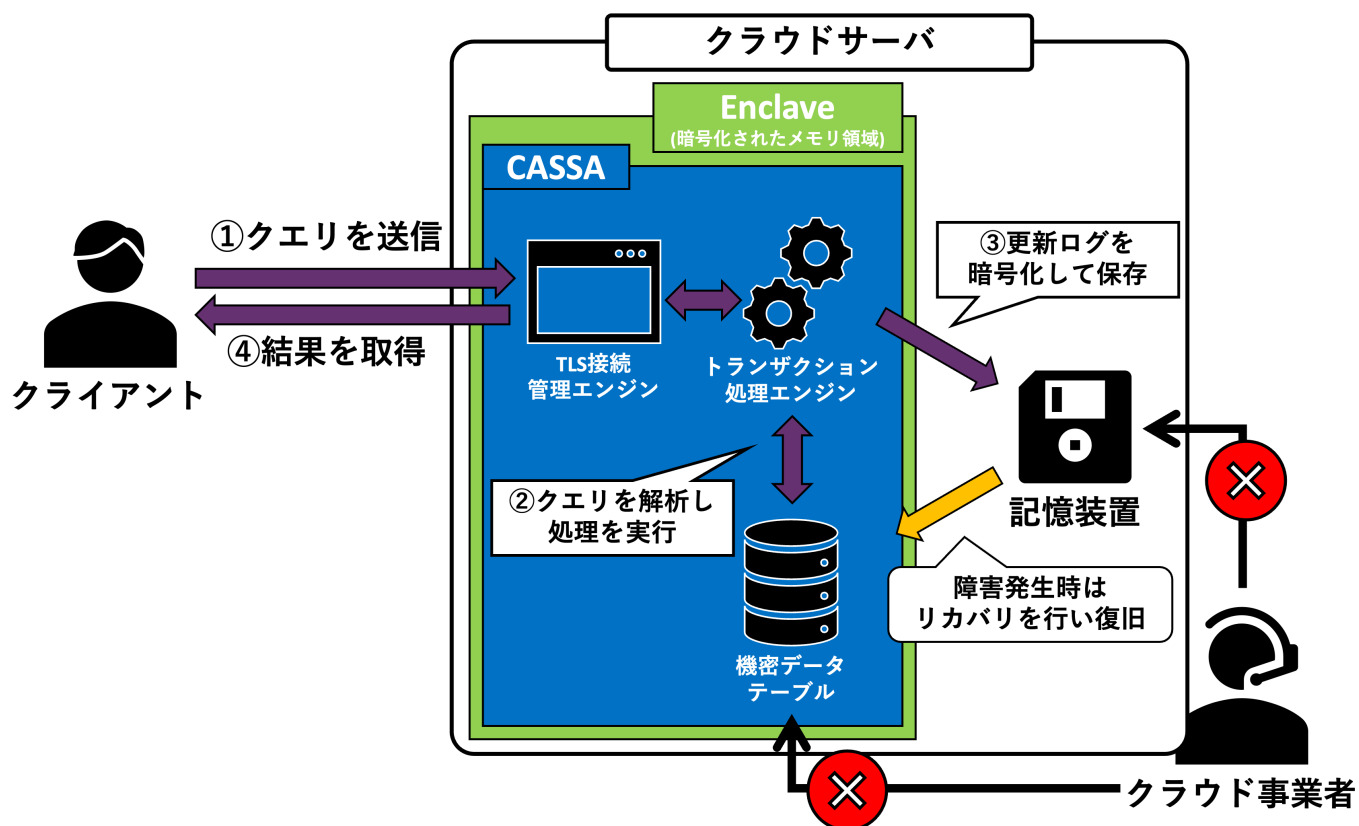 クラウドサーバ
Enclave
(暗号化されたメモリ領域)
CASSA
①クエリを送信
④結果を取得
クライアント
TLS接続
管理エンジン
トランザクション
処理エンジン
③更新ログを
暗号化して保存
②クエリを解析し
処理を実行
記憶装置
障害発生時は
リカバリを行い復旧
機密データ
テーブル
クラウド事業者